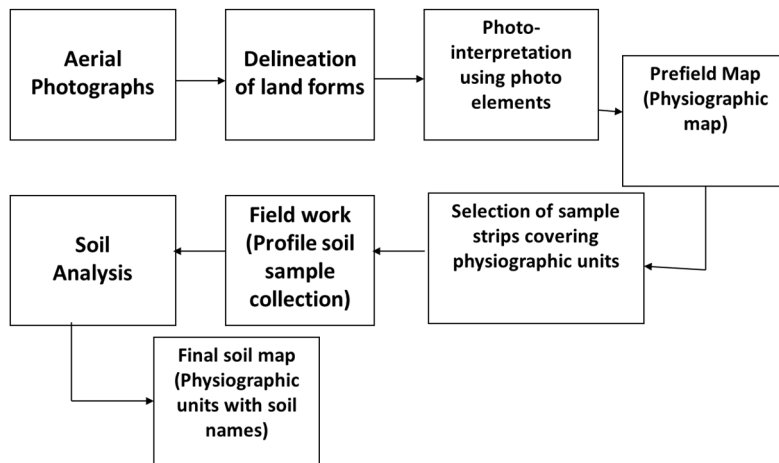 Aerial
Photographs
Delineation
of land forms
Photo-
interpretation
using photo
elements
Prefield Map
(Physiographic
map)
Selection of sample
strips covering
physiographic units
Field work
(Profile soil
sample
collection)
Soil
Analysis
Final soil map
(Physiographic
units with soil
names)